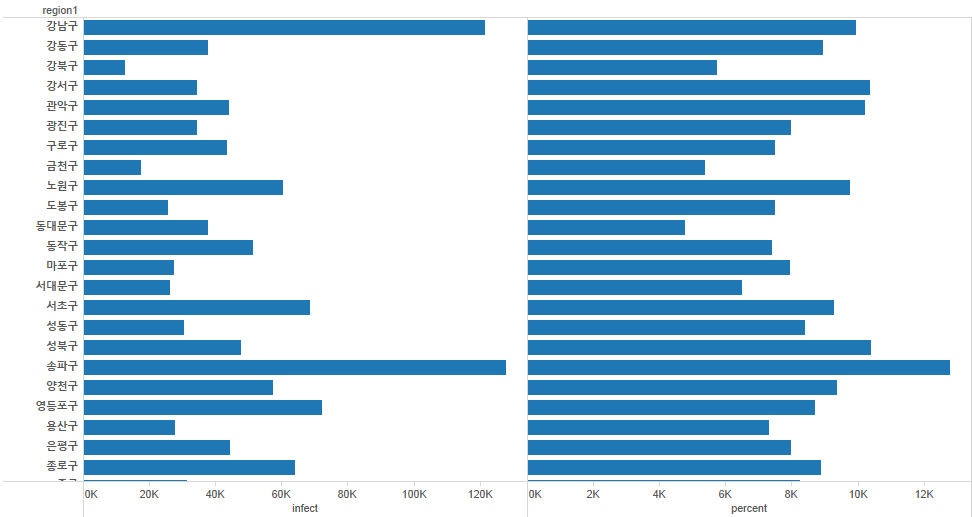 region1
강남구
강동구
강북구
강서구
관악구
광진구
구로구
금천구
노원구
도봉구
동대문구
동작구
마포구
서대문구
서초구
성동구
성북구
송파구
양천구
영등포구
용산구
은평구
종로구
0K 20K 40K 60K 80K 100K 120K 0K 2K 4K 6K 8K 10K 12K
infect percent